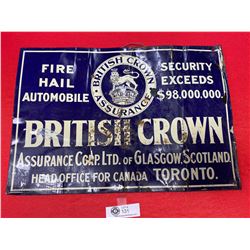 FIRE
HAIL
AUTOMOBILE
BRITISH CROWN
ASSURANCE
SECURITY
EXCEEDS
$98,000,000.
BRITISH CROWN
ASSURANCE CORP. LTD. OF GLASGOW, SCOTLAND.
HEAD OFFICE FOR CANADA TORONTO.
131